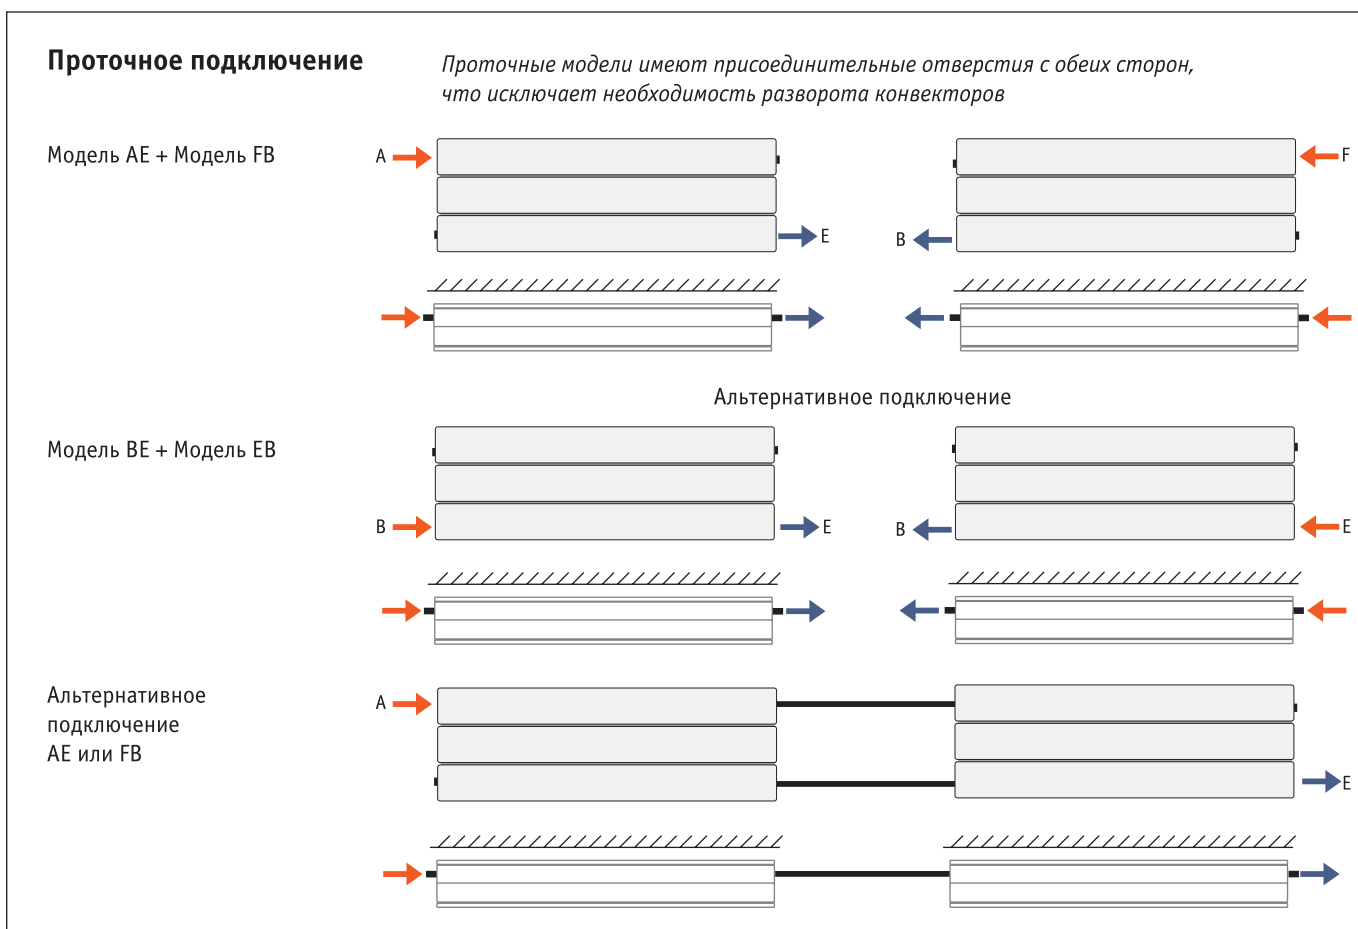 Проточное подключение
Проточные модели имеют присоединительные отверстия с обеих сторон,
что исключает необходимость разворота конвекторов
Модель AE + Модель FB
A
F
E
B
Альтернативное подключение
Модель BE + Модель EB
B
E
B
E
Альтернативное
подключение
AE или FB
A
E